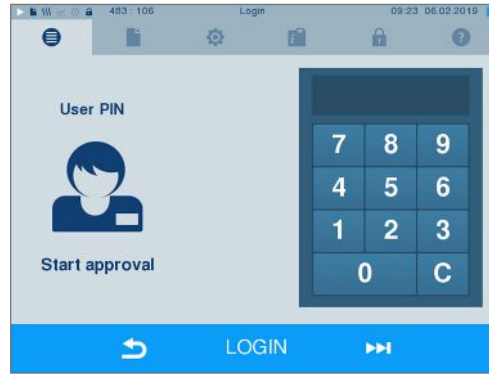 483 : 106 Login 09:23 06.02.2019
?
User PIN
Start approval
7 8 9
4 5 6
1 2 3
0 C
LOGIN